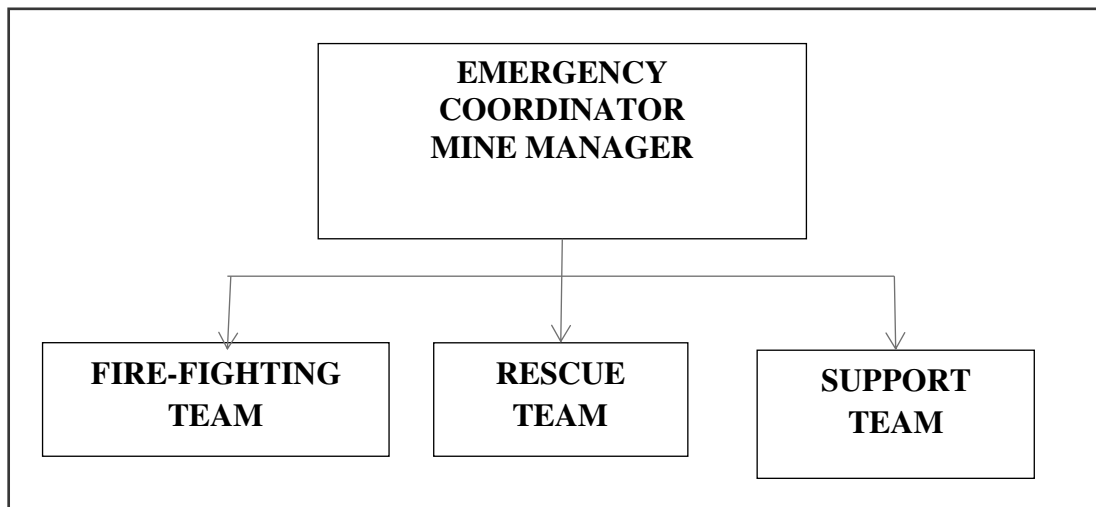 EMERGENCY
COORDINATOR
MINE MANAGER
FIRE-FIGHTING
TEAM
RESCUE
TEAM
SUPPORT
TEAM